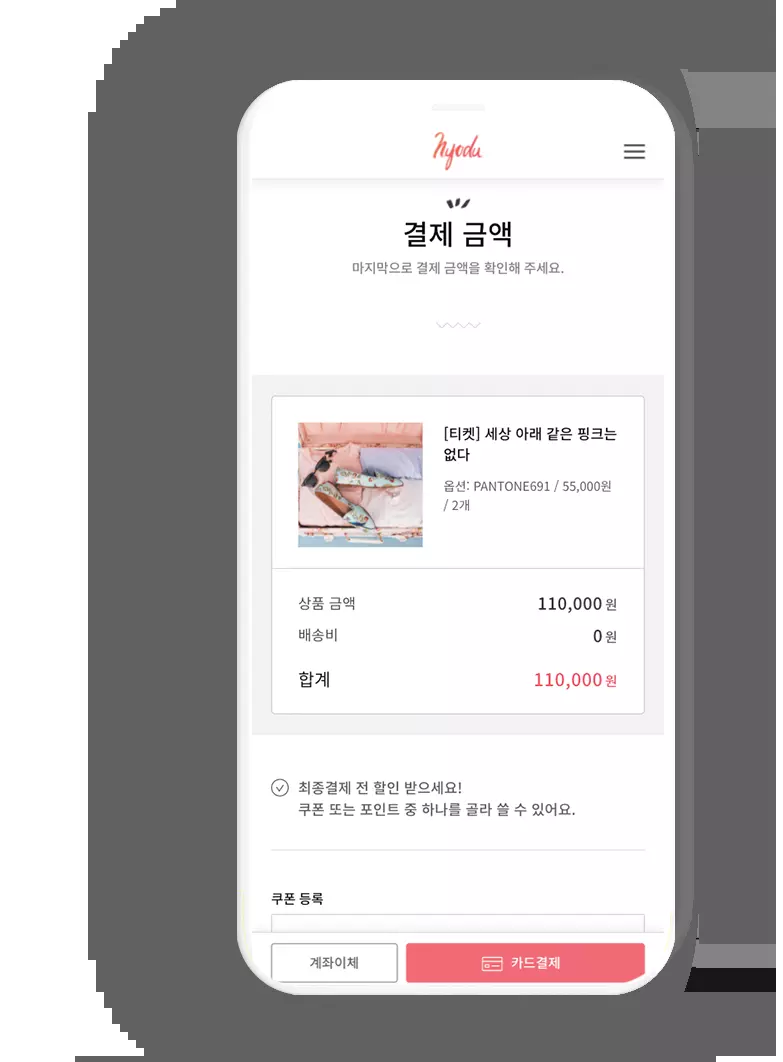 Nyodu
결제 금액
마지막으로 결제 금액을 확인해 주세요.
[티켓] 세상 아래 같은 핑크는
없다
옵션: PANTONE691 / 55,000원
/ 2개
상품 금액 110,000 원
배송비 0 원
합계 110,000 원
최종결제 전 할인 받으세요!
쿠폰 또는 포인트 중 하나를 골라 쓸 수 있어요.
쿠폰 등록
계좌이체 카드결제